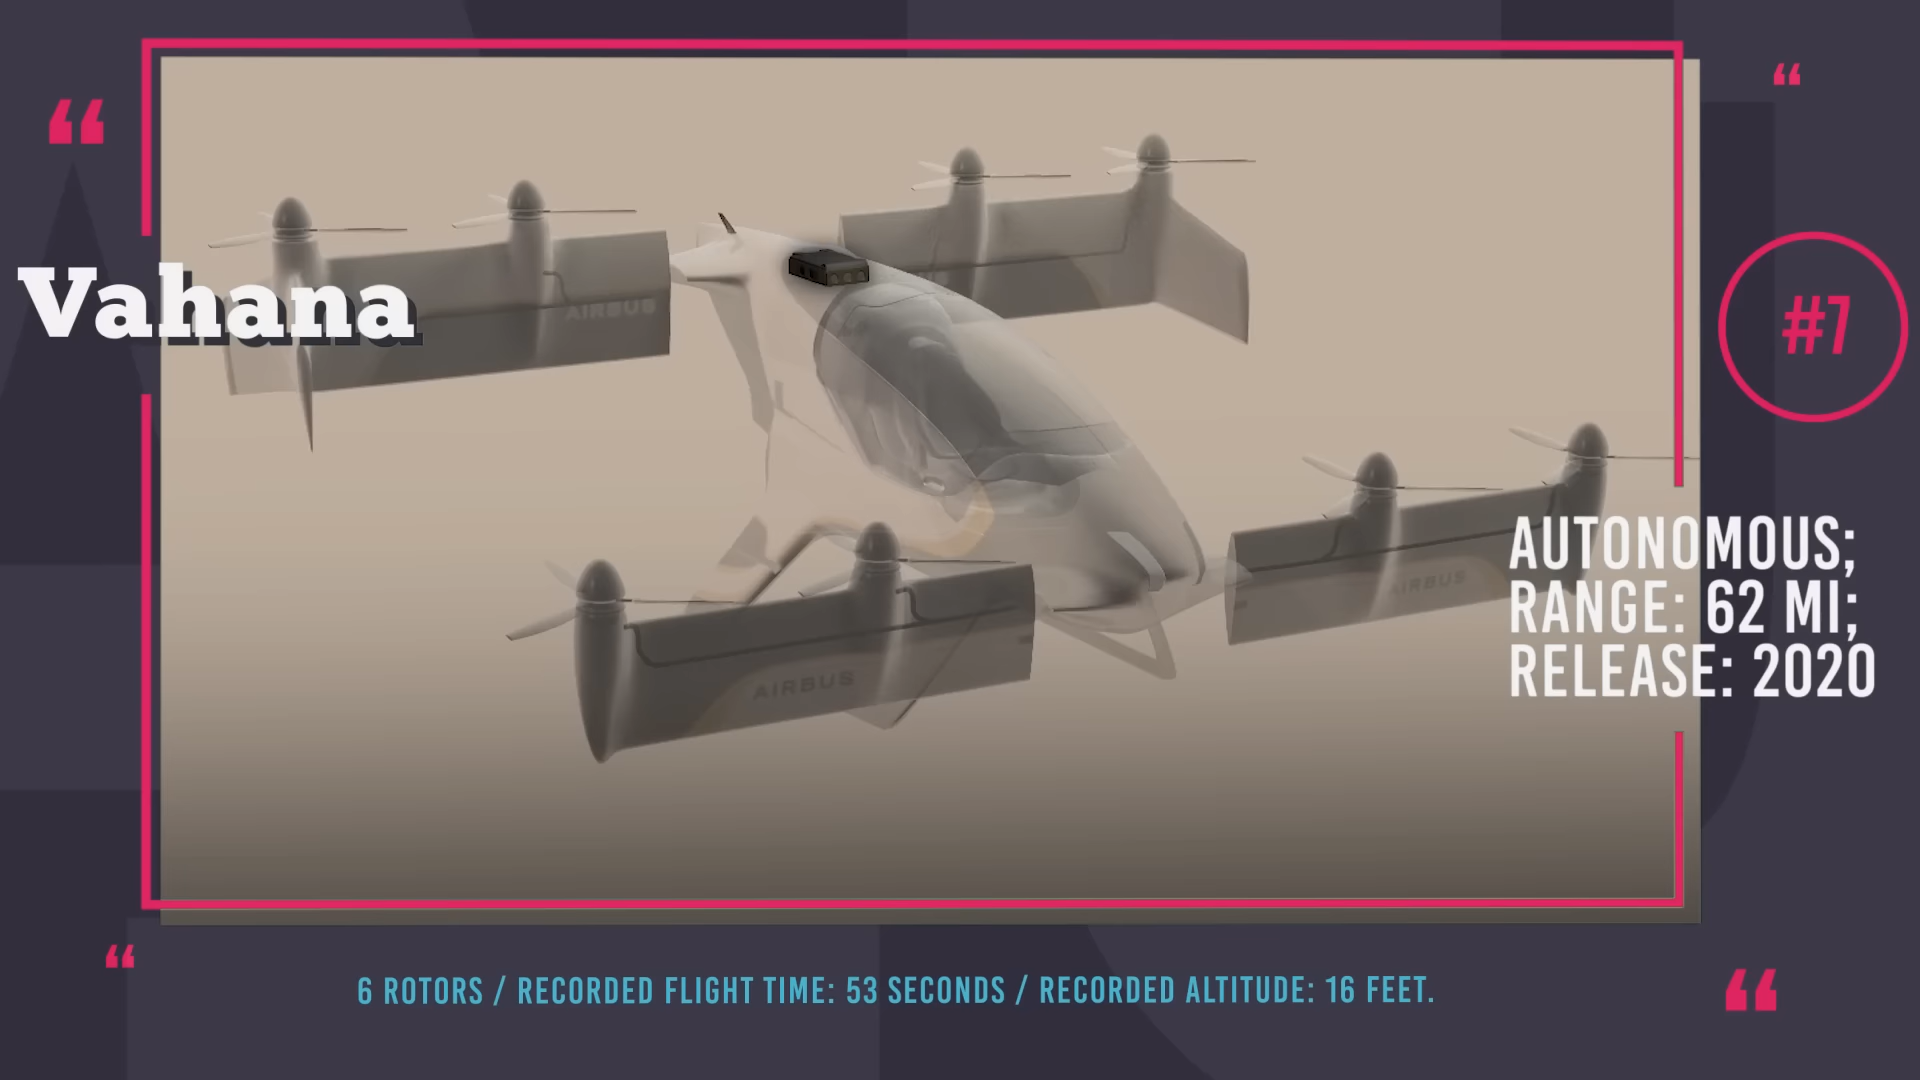 “
“
Vahana
AIRBUS
#7
AUTONOMOUS;
RANGE: 62 MI;
RELEASE: 2020
AIRBUS
AIRBUS
“
“
6 ROTORS / RECORDED FLIGHT TIME: 53 SECONDS / RECORDED ALTITUDE: 16 FEET.